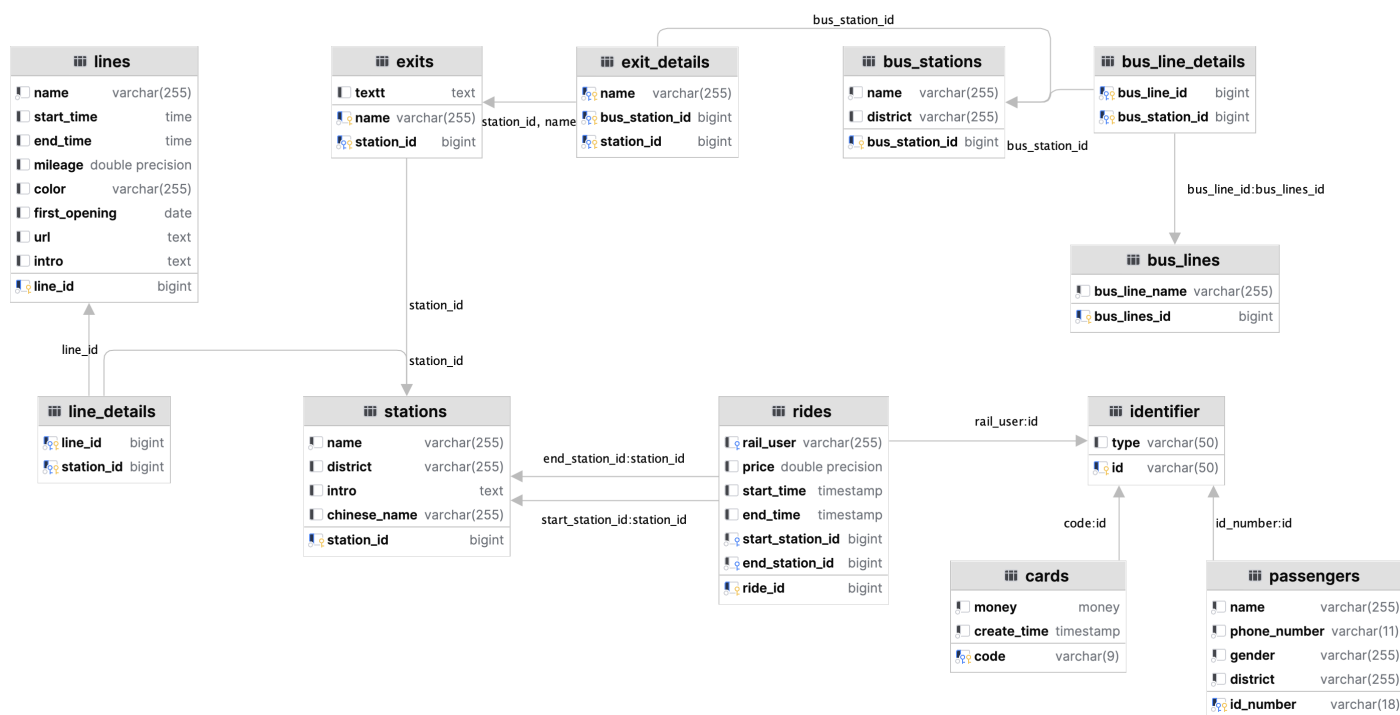 bus_station_id
lines
name varchar(255)
start_time time
end_time time
mileage double precision
color varchar(255)
first_opening date
url text
intro text
line_id bigint
exits
textt text
name varchar(255)
station_id bigint
station_id, name
exit_details
name varchar(255)
bus_station_id bigint
station_id bigint
bus_stations
name varchar(255)
district varchar(255)
bus_station_id bigint
bus_station_id
bus_line_details
bus_line_id bigint
bus_station_id bigint
bus_line_id:bus_lines_id
bus_lines
bus_line_name varchar(255)
bus_lines_id bigint
station_id
line_id
station_id
line_details
line_id bigint
station_id bigint
stations
name varchar(255)
district varchar(255)
intro text
chinese_name varchar(255)
station_id bigint
end_station_id:station_id
start_station_id:station_id
rides
rail_user varchar(255)
price double precision
start_time timestamp
end_time timestamp
start_station_id bigint
end_station_id bigint
ride_id bigint
rail_user:id
identifier
type varchar(50)
id varchar(50)
code:id
id_number:id
cards
money money
create_time timestamp
code varchar(9)
passengers
name varchar(255)
phone_number varchar(11)
gender varchar(255)
district varchar(255)
id_number varchar(18)